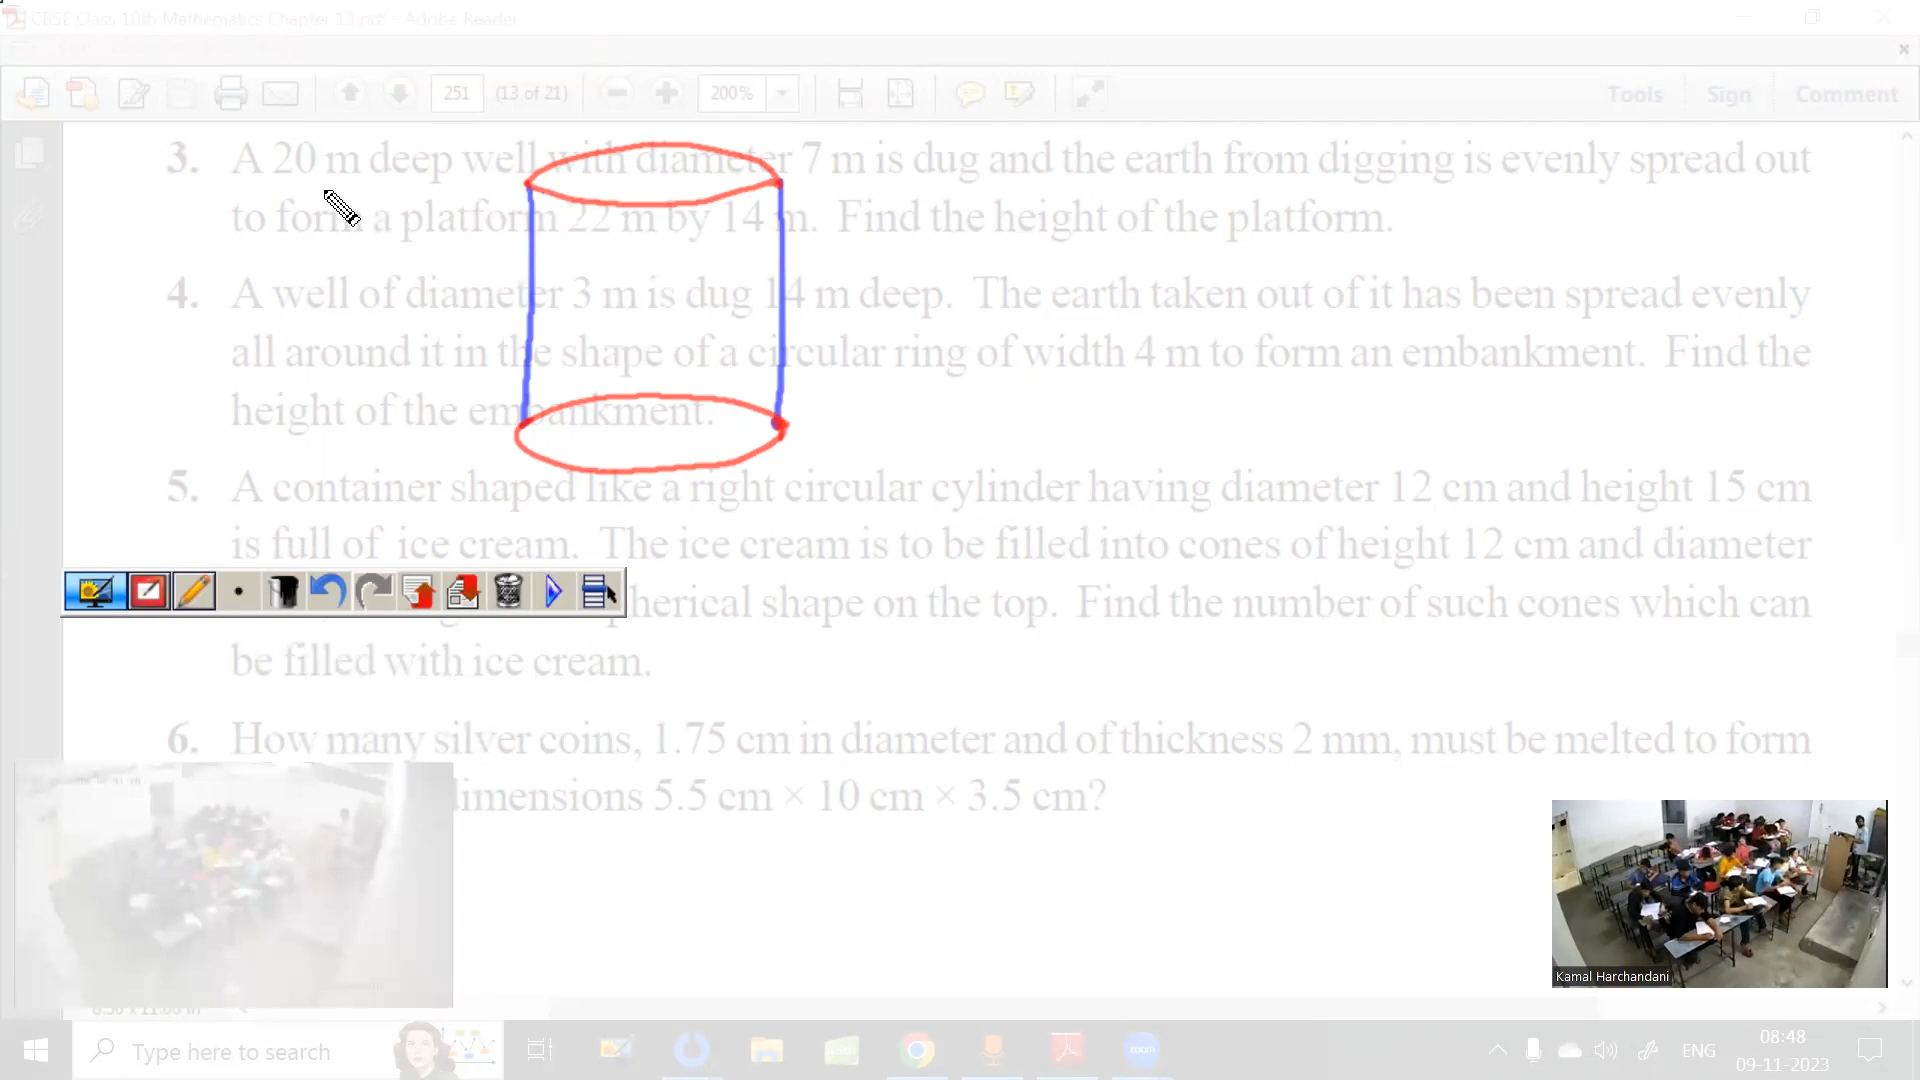 CBSE Class 10th Mathematics Chapter 13.pdf - Adobe Reader
251 (13 of 21) 200% Tools Sign Comment
3. A 20 m deep well with diameter 7 m is dug and the earth from digging is evenly spread out
to form a platform 22 m by 14 m. Find the height of the platform.
4. A well of diameter 3 m is dug 14 m deep. The earth taken out of it has been spread evenly
all around it in the shape of a circular ring of width 4 m to form an embankment. Find the
height of the embankment.
5. A container shaped like a right circular cylinder having diameter 12 cm and height 15 cm
is full of ice cream. The ice cream is to be filled into cones of height 12 cm and diameter
herical shape on the top. Find the number of such cones which can
be filled with ice cream.
6. How many silver coins, 1.75 cm in diameter and of thickness 2 mm, must be melted to form
dimensions 5.5 cm × 10 cm × 3.5 cm?
Kamal Harchandani
8.50 x 11.00 in
Type here to search
zoom
ENG
08:48
09-11-2023